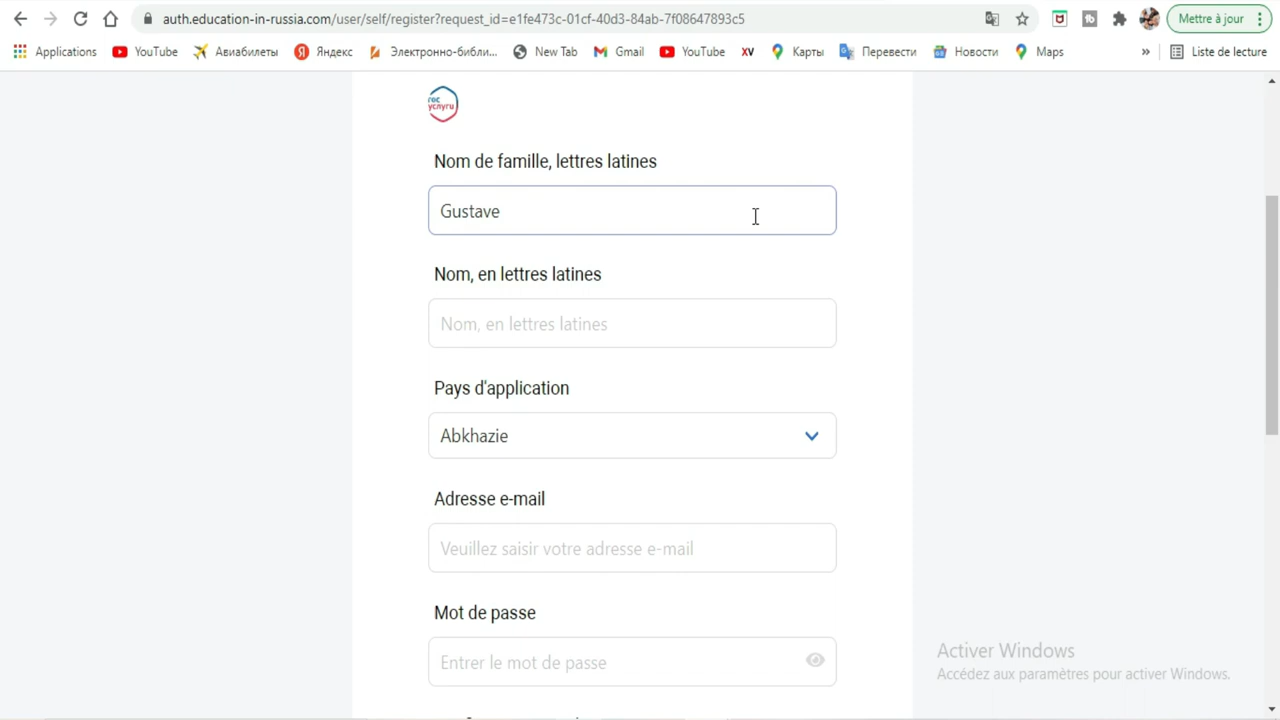 auth.education-in-russia.com/user/self/register?request_id=e1fe473c-01cf-40d3-84ab-7f08647893c5
Mettre à jour
Applications
YouTube
Авиабилеты
Яндекс
Электронно-библи...
New Tab
Gmail
YouTube
XV
Карты
Перевести
Новости
Maps
»
Liste de lecture
гос
услуги
Nom de famille, lettres latines
Gustave
Nom, en lettres latines
Nom, en lettres latines
Pays d'application
Abkhazie
Adresse e-mail
Veuillez saisir votre adresse e-mail
Mot de passe
Entrer le mot de passe
Activer Windows
Accédez aux paramètres pour activer Windows.